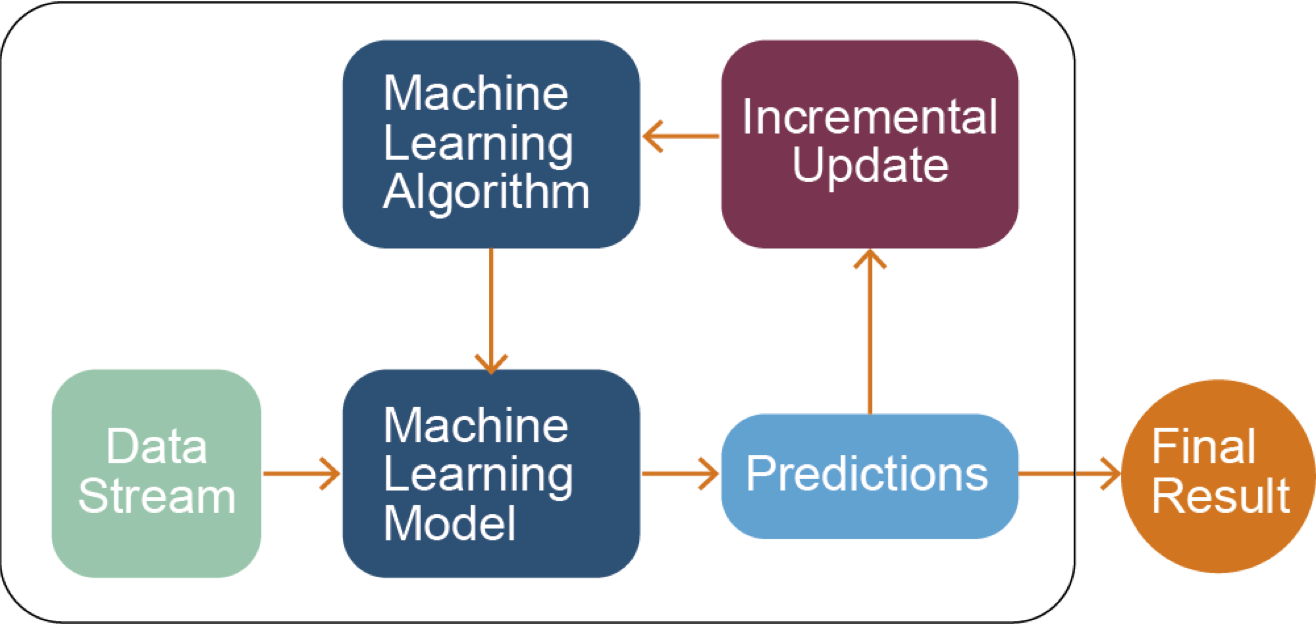 Machine
Learning
Algorithm
Incremental
Update
Data
Stream
Machine
Learning
Model
Predictions
Final
Result